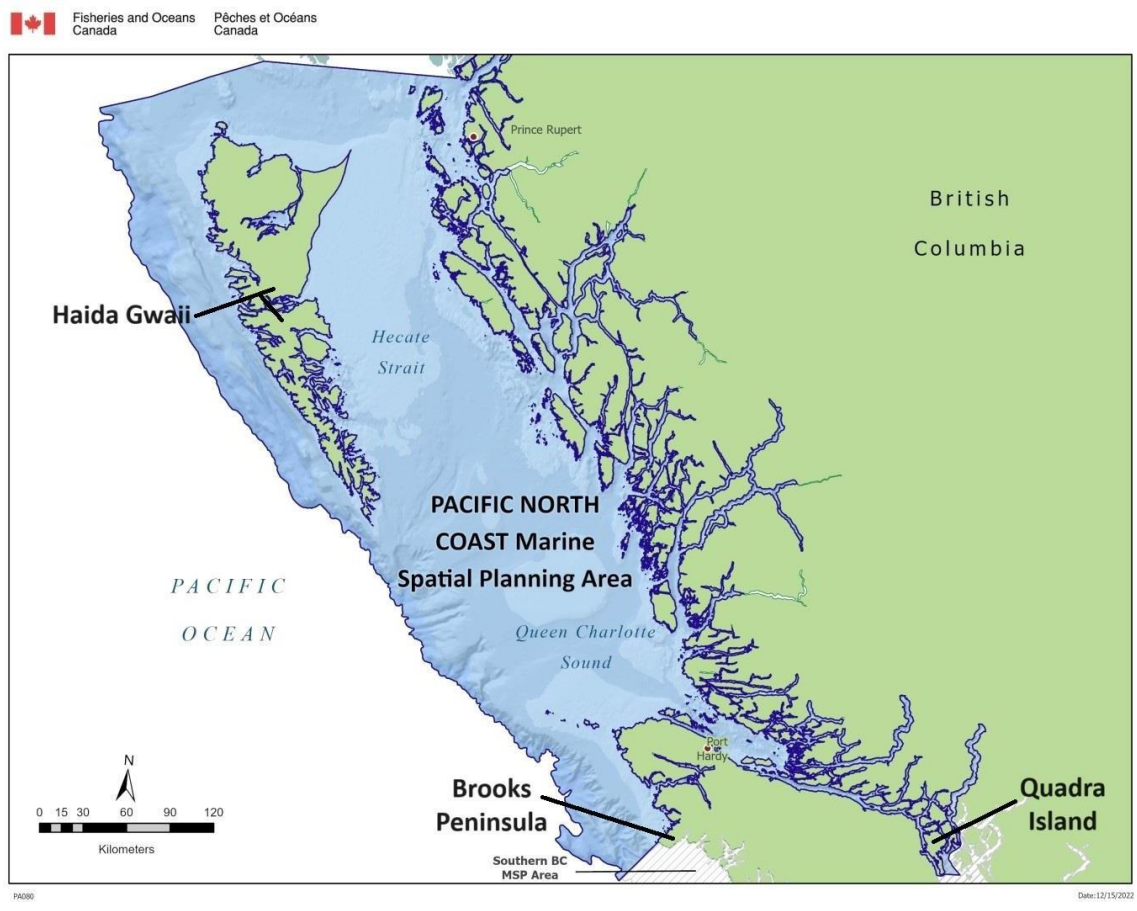 Fisheries and Oceans
Canada
Pêches et Océans
Canada
Prince Rupert
British
Columbia
Haida Gwaii
Hecate
Strait
PACIFIC NORTH
COAST Marine
Spatial Planning Area
PACIFIC
OCEAN
Queen Charlotte
Sound
Port
Hardy
N
Brooks
Peninsula
Quadra
Island
0 15 30 60 90 120
Kilometers
Southern BC
MSP Area
PA080
Date:12/15/2022